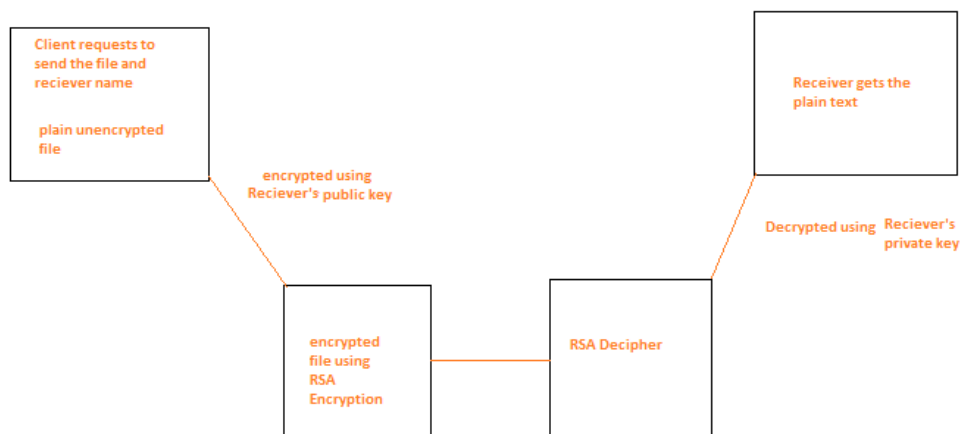 Client requests to
send the file and
reciever name
plain unencrypted
file
encrypted using
Reciever's public key
encrypted
file using
RSA
Encryption
RSA Decipher
Decrypted using
Reciever's
private key
Receiver gets the
plain text